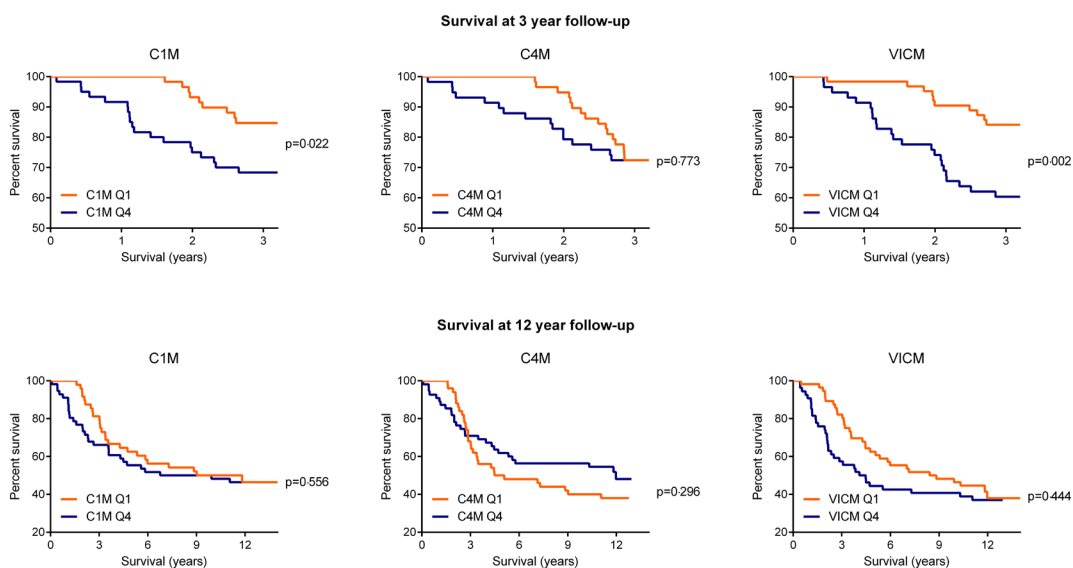 Survival at 3 year follow-up
C1M
Percent survival
100
90
80
70
60
50
0 1 2 3
Survival (years)
C1M Q1
C1M Q4
p=0·022
C4M
Percent survival
100
90
80
70
60
50
0 1 2 3
Survival (years)
C4M Q1
C4M Q4
p=0·773
VICM
Percent survival
100
90
80
70
60
50
0 1 2 3
Survival (years)
VICM Q1
VICM Q4
p=0·002
Survival at 12 year follow-up
C1M
Percent survival
100
80
60
40
20
0 3 6 9 12
Survival (years)
C1M Q1
C1M Q4
p=0·556
C4M
Percent survival
100
80
60
40
20
0 3 6 9 12
Survival (years)
C4M Q1
C4M Q4
p=0·296
VICM
Percent survival
100
80
60
40
20
0 3 6 9 12
Survival (years)
VICM Q1
VICM Q4
p=0·444